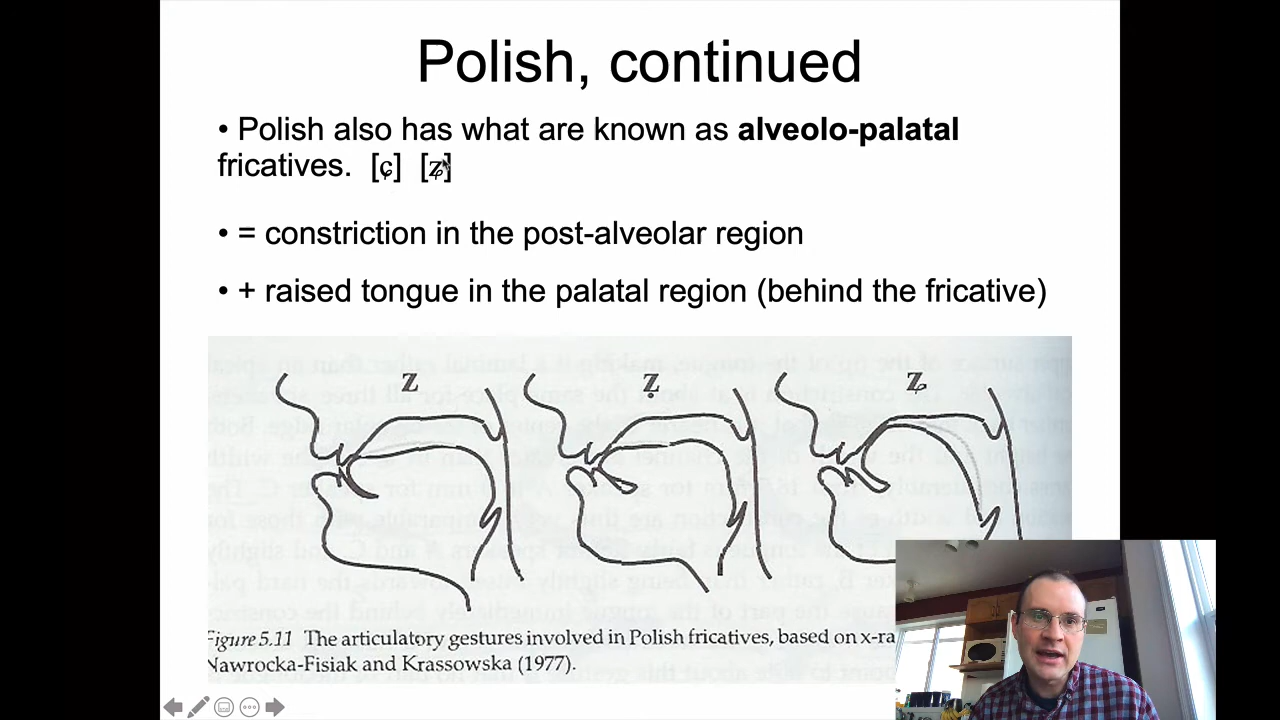 Polish, continued
• Polish also has what are known as alveolo-palatal
fricatives. [ɕ] [ʑ]
• = constriction in the post-alveolar region
• + raised tongue in the palatal region (behind the fricative)
z ẓ ʑ
Figure 5.11 The articulatory gestures involved in Polish fricatives, based on x-ra
Nawrocka-Fisiak and Krassowska (1977).